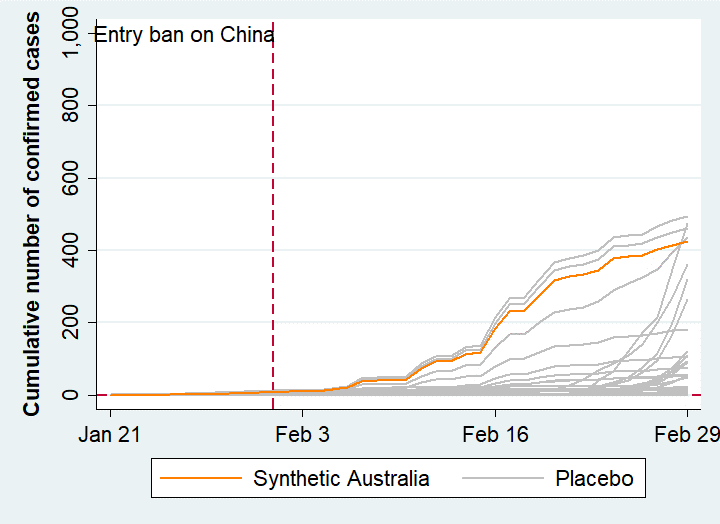 Cumulative number of confirmed cases
1,000
Entry ban on China
800
600
400
200
0
Jan 21
Feb 3
Feb 16
Feb 29
Synthetic Australia
Placebo